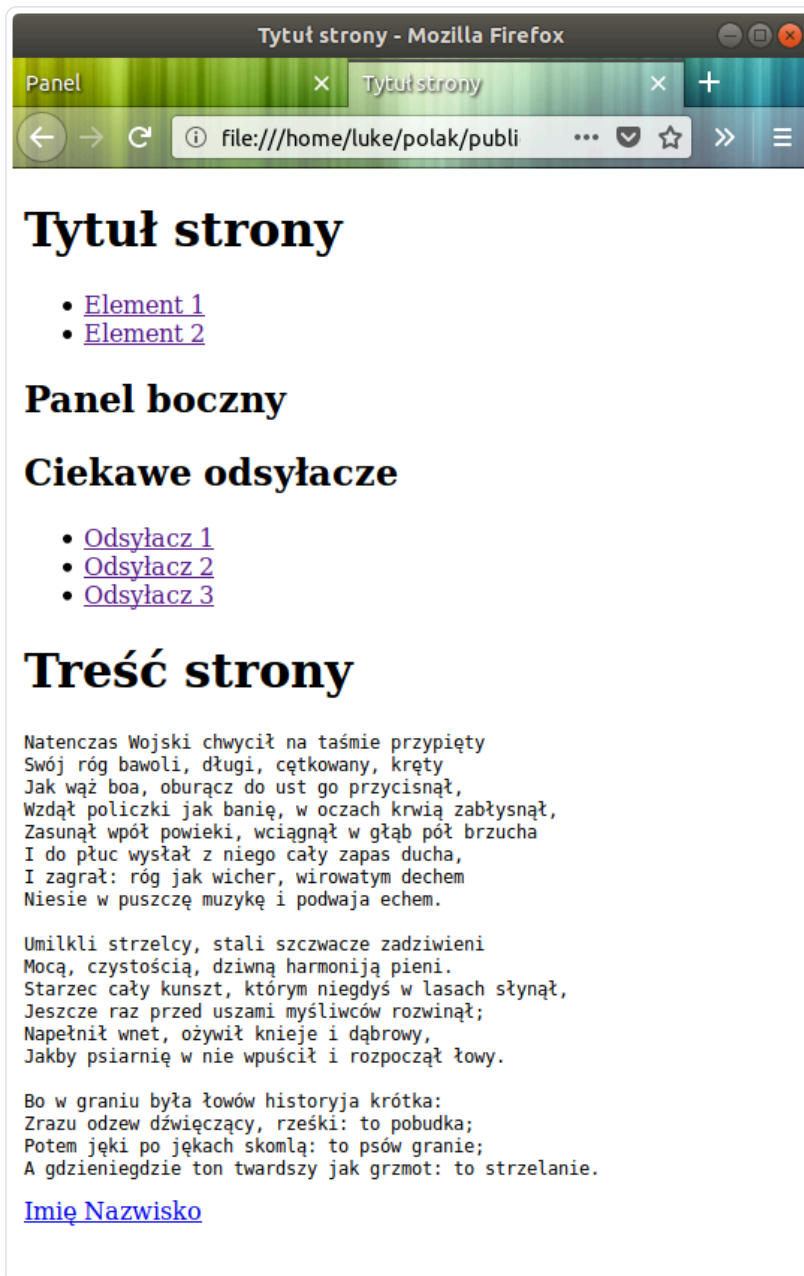 Tytuł strony - Mozilla Firefox
Panel
Tytuł strony
file:///home/luke/polak/publi
Tytuł strony
Element 1
Element 2
Panel boczny
Ciekawe odsyłacze
Odsyłacz 1
Odsyłacz 2
Odsyłacz 3
Treść strony
Natenczas Wojski chwycił na taśmie przypięty
Swój róg bawoli, długi, cętkowany, kręty
Jak wąż boa, oburącz do ust go przycisnął,
Wzdął policzki jak banię, w oczach krwią zabłysnął,
Zasunął wpół powieki, wciągnął w głąb pół brzucha
I do płuc wysłał z niego cały zapas ducha,
I zagrał: róg jak wicher, wirowatym dechem
Niesie w puszczę muzykę i podwaja echem.
Umilkli strzelcy, stali szczwacze zadziwieni
Mocą, czystością, dziwną harmoniją pieni.
Starzec cały kunszt, którym niegdyś w lasach słynął,
Jeszcze raz przed uszami myśliwców rozwinął;
Napełnił wnet, ożywił knieje i dąbrowy,
Jakby psiarnię w nie wpuścił i rozpoczął łowy.
Bo w graniu była łowów historyja krótka:
Zrazu odzew dźwięczący, rześki: to pobudka;
Potem jęki po jękach skomlą: to psów granie;
A gdzieniegdzie ton twardszy jak grzmot: to strzelanie.
Imię Nazwisko